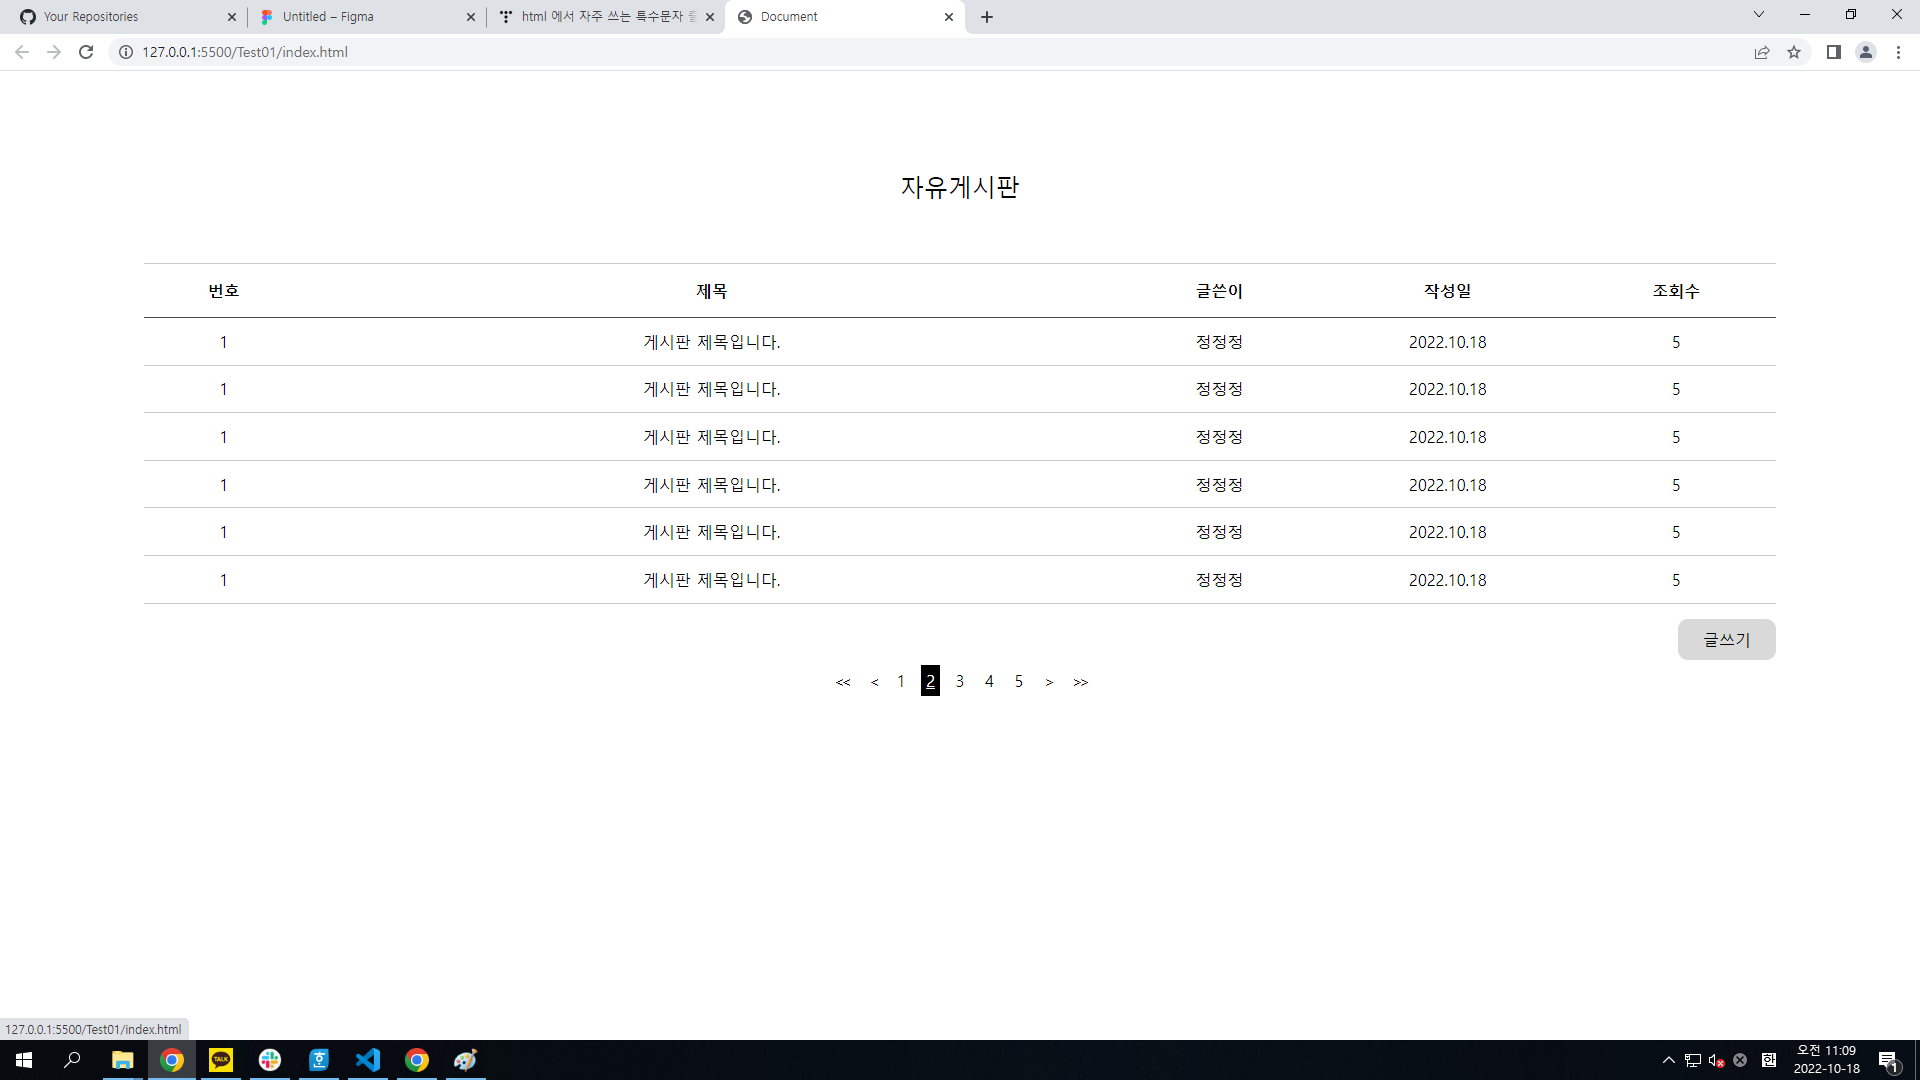 Your Repositories
Untitled – Figma
html 에서 자주 쓰는 특수문자
Document
127.0.0.1:5500/Test01/index.html
자유게시판
번호 제목 글쓴이 작성일 조회수
1 게시판 제목입니다. 정정정 2022.10.18 5
1 게시판 제목입니다. 정정정 2022.10.18 5
1 게시판 제목입니다. 정정정 2022.10.18 5
1 게시판 제목입니다. 정정정 2022.10.18 5
1 게시판 제목입니다. 정정정 2022.10.18 5
1 게시판 제목입니다. 정정정 2022.10.18 5
글쓰기
<< < 1 2 3 4 5 > >>
127.0.0.1:5500/Test01/index.html
TALK
호
한
오전 11:09
2022-10-18
1